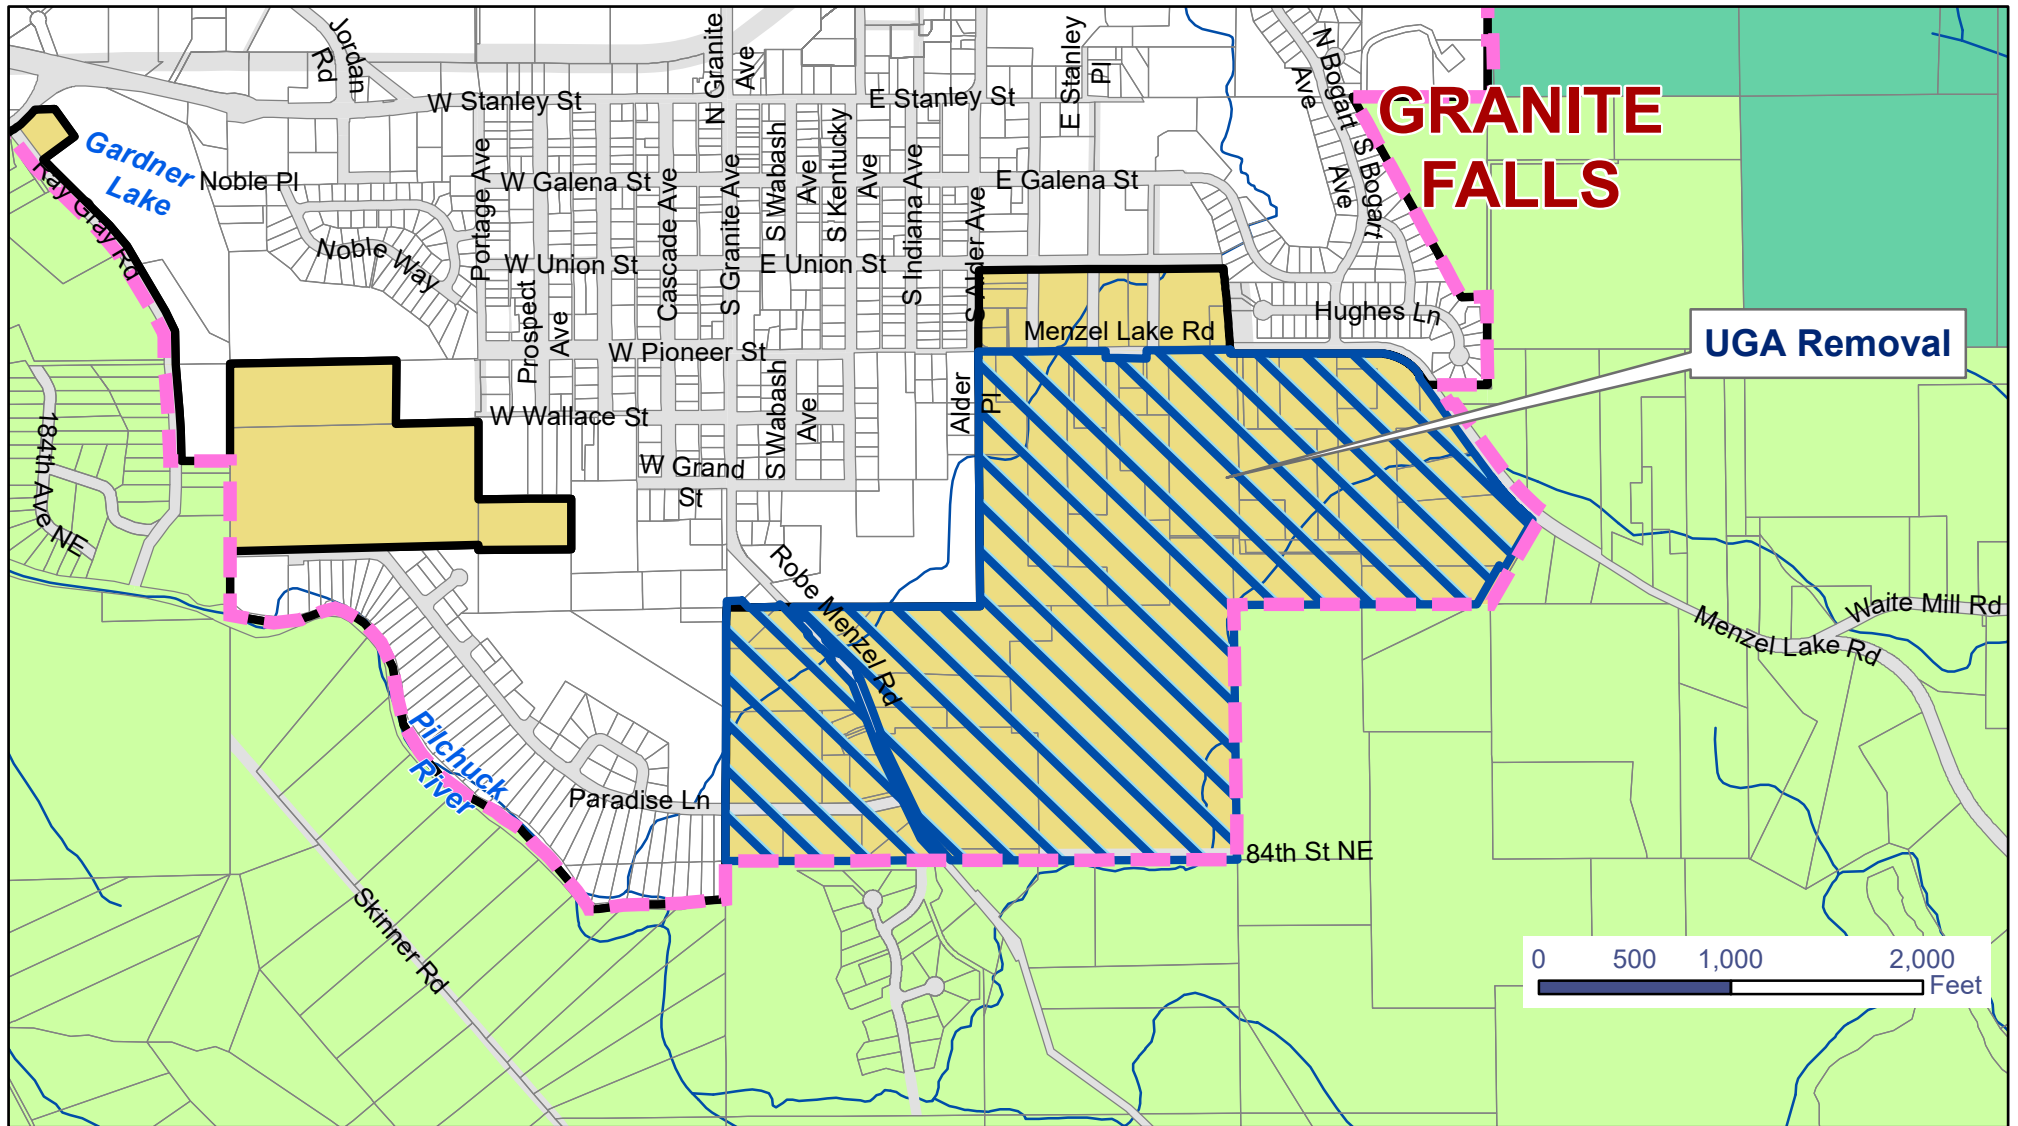 Jordan
Rd
N Granite
Ave
E Stanley
Pl
N Bogart
Ave
W Stanley St
E Stanley St
GRANITE
FALLS
Gardner
Lake
Noble Pl
Ray Gray Rd
Portage Ave
W Galena St
Cascade Ave
S Granite Ave
S Wabash
Ave
S Kentucky
Ave
S Indiana Ave
S Alder Ave
E Galena St
S Bogart
Ave
Noble Way
W Union St
E Union St
Prospect
Ave
Hughes Ln
Menzel Lake Rd
W Pioneer St
UGA Removal
184th Ave NE
W Wallace St
S Wabash
Ave
Alder
Pl
W Grand
St
Robe Menzel Rd
Waite Mill Rd
Menzel Lake Rd
Pilchuck
River
Paradise Ln
84th St NE
Skinner Rd
0 500 1,000 2,000
Feet